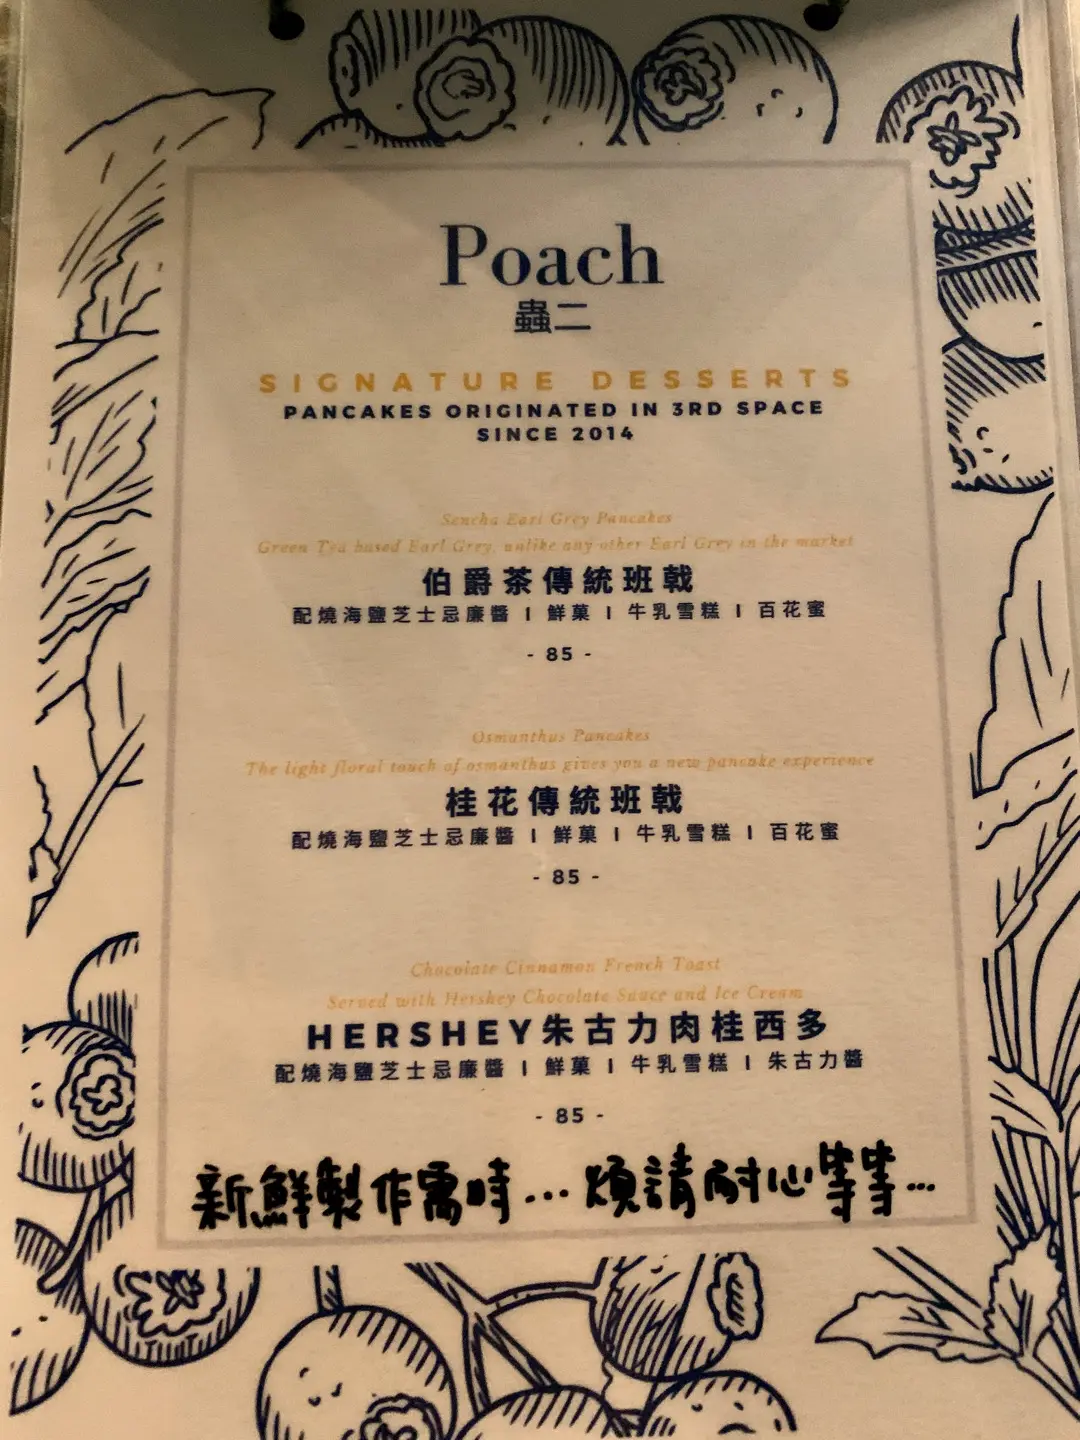 Poach
蟲二
SIGNATURE DESSERTS
PANCAKES ORIGINATED IN 3RD SPACE
SINCE 2014
Sencha Earl Grey Pancakes
Green Tea based Earl Grey, unlike any other Earl Grey in the market
伯爵茶傳統班戟
配燒海鹽芝士忌廉醬 I 鮮菓 I 牛乳雪糕 I 百花蜜
- 85 -
Osmanthus Pancakes
The light floral touch of osmanthus gives you a new pancake experience
桂花傳統班戟
配燒海鹽芝士忌廉醬 I 鮮菓 I 牛乳雪糕 I 百花蜜
- 85 -
Chocolate Cinnamon French Toast
Served with Hershey Chocolate Sauce and Ice Cream
HERSHEY朱古力肉桂西多
配燒海鹽芝士忌廉醬 I 鮮菓 I 牛乳雪糕 I 朱古力醬
- 85 -
新鮮製作需時...煩請耐心等等...